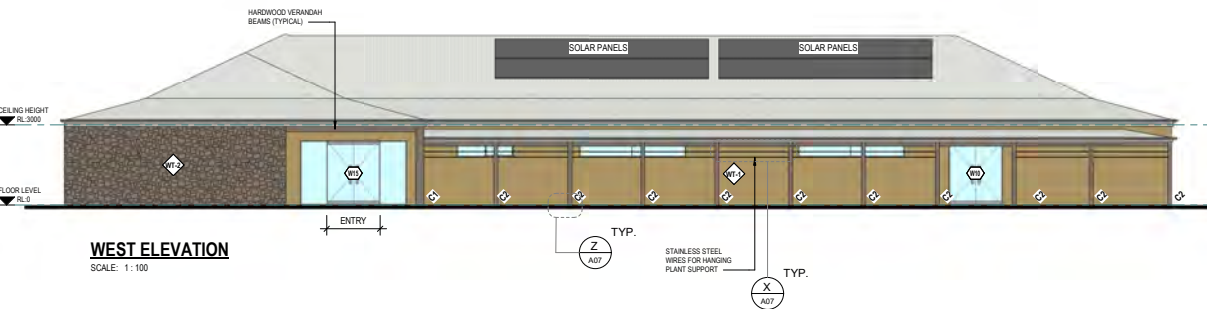 HARDWOOD VERANDAH
BEAMS (TYPICAL)
SOLAR PANELS
SOLAR PANELS
CEILING HEIGHT
RL:3000
WT-2
W15
WT-1
W10
C1
C2
C2
C2
C2
C2
C2
C2
C2
C2
C2
FLOOR LEVEL
RL:0
ENTRY
WEST ELEVATION
SCALE: 1 : 100
Z
A07
TYP.
STAINLESS STEEL
WIRES FOR HANGING
PLANT SUPPORT
X
A07
TYP.